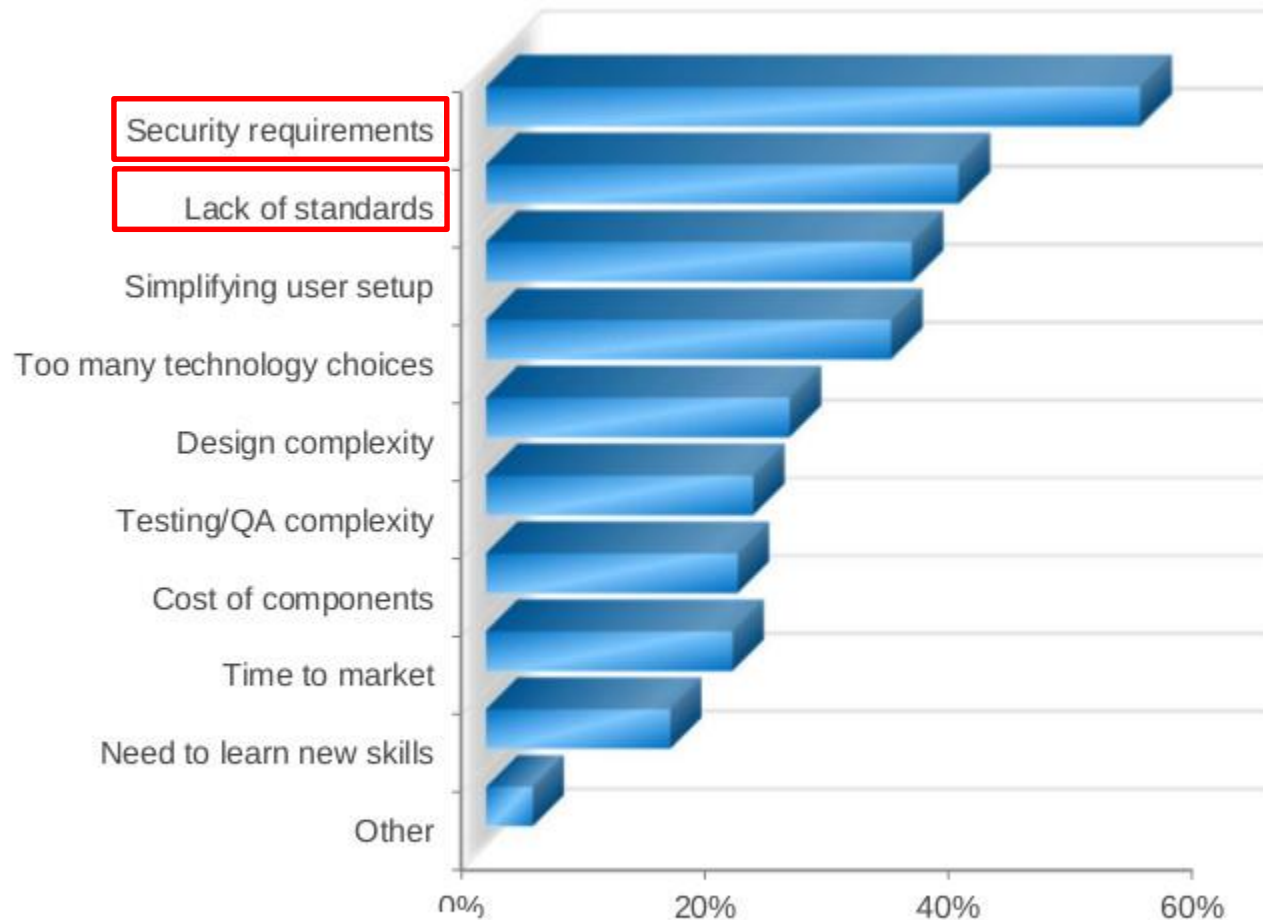 Security requirements
Lack of standards
Simplifying user setup
Too many technology choices
Design complexity
Testing/QA complexity
Cost of components
Time to market
Need to learn new skills
Other
0% 20% 40% 60%